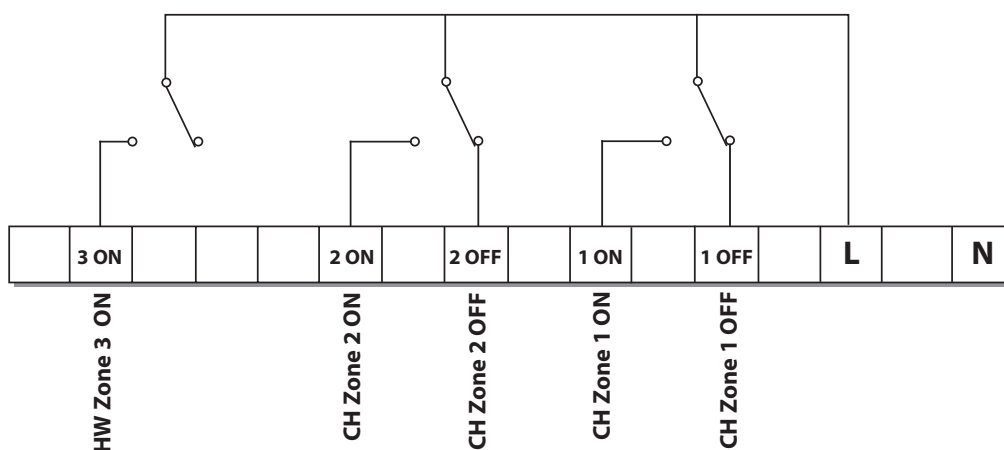 3 ON
2 ON
2 OFF
1 ON
1 OFF
L
N
HW Zone 3 ON
CH Zone 2 ON
CH Zone 2 OFF
CH Zone 1 ON
CH Zone 1 OFF